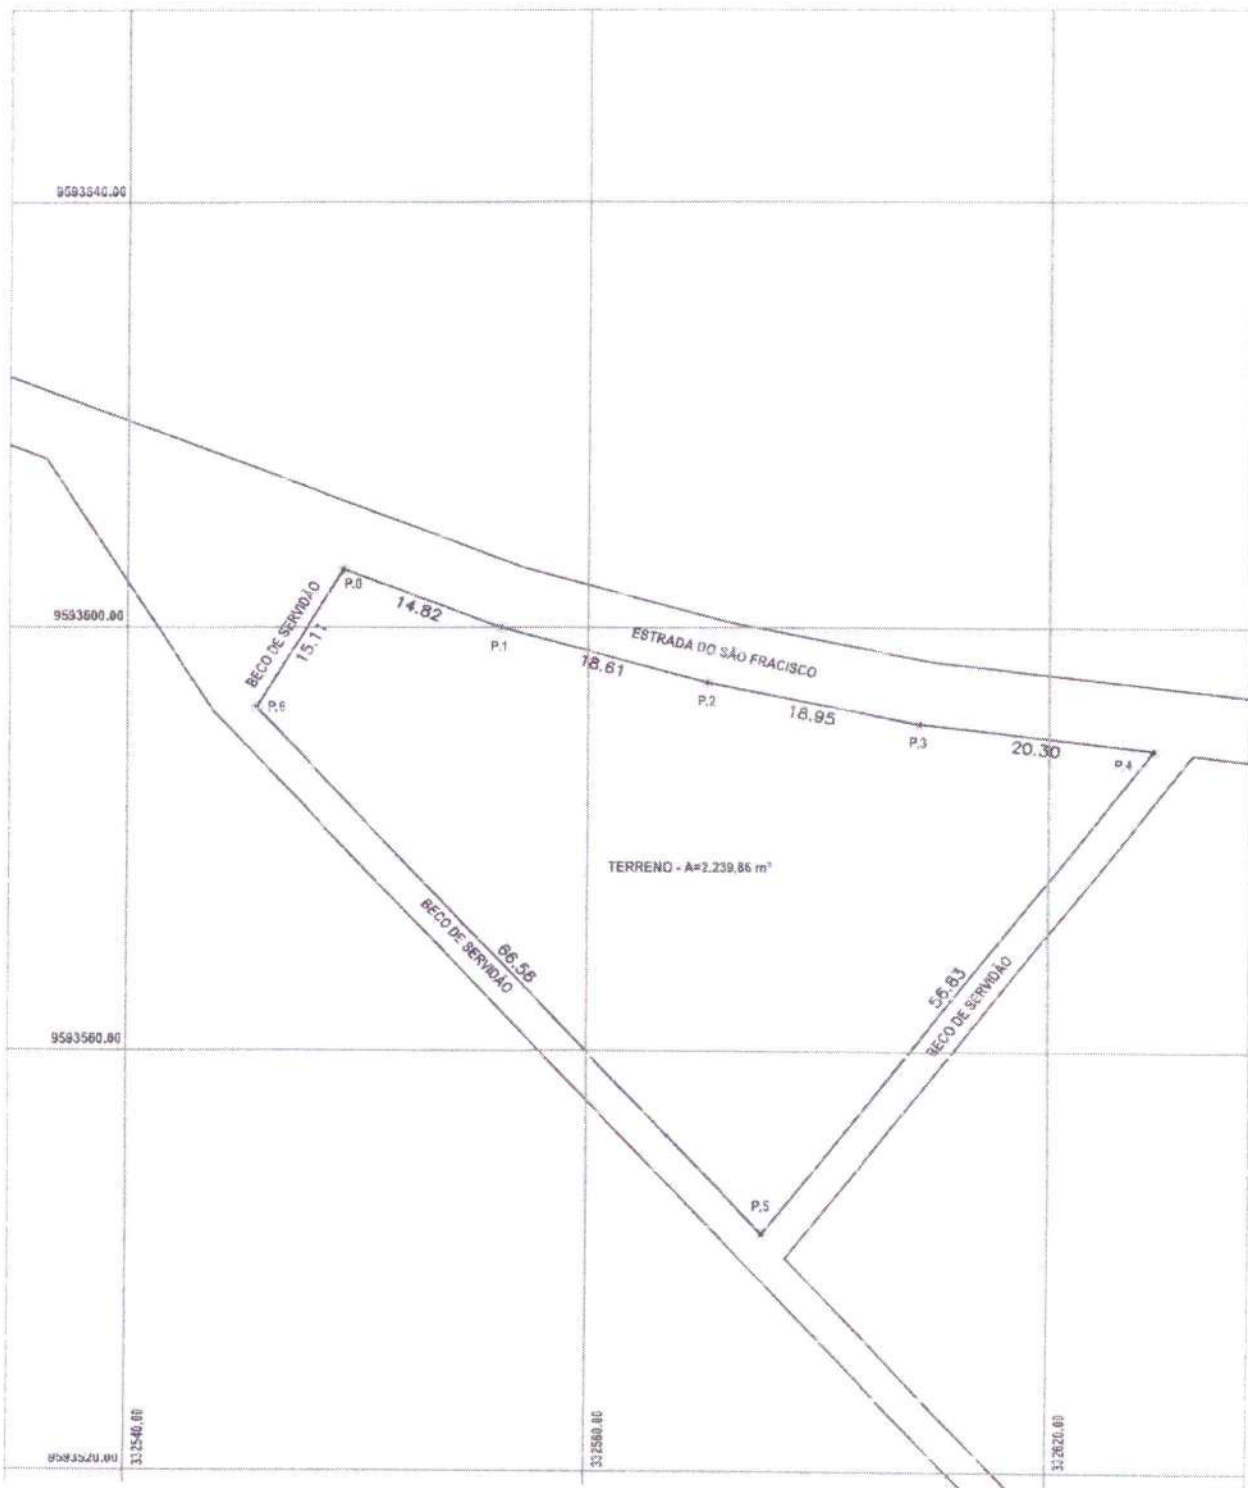 9593640.00
P.0
BECO DE SERVIDÃO
15.11
14.82
9593600.00
P.1
ESTRADA DO SÃO FRACISCO
18.61
P.6
P.2
18.95
P.3
20.30
P.4
TERRENO - A=2.239,86 m²
BECO DE SERVIDÃO
66.56
56.83
BECO DE SERVIDÃO
9593560.00
P.5
332540.00
332580.00
332620.00
9593520.00